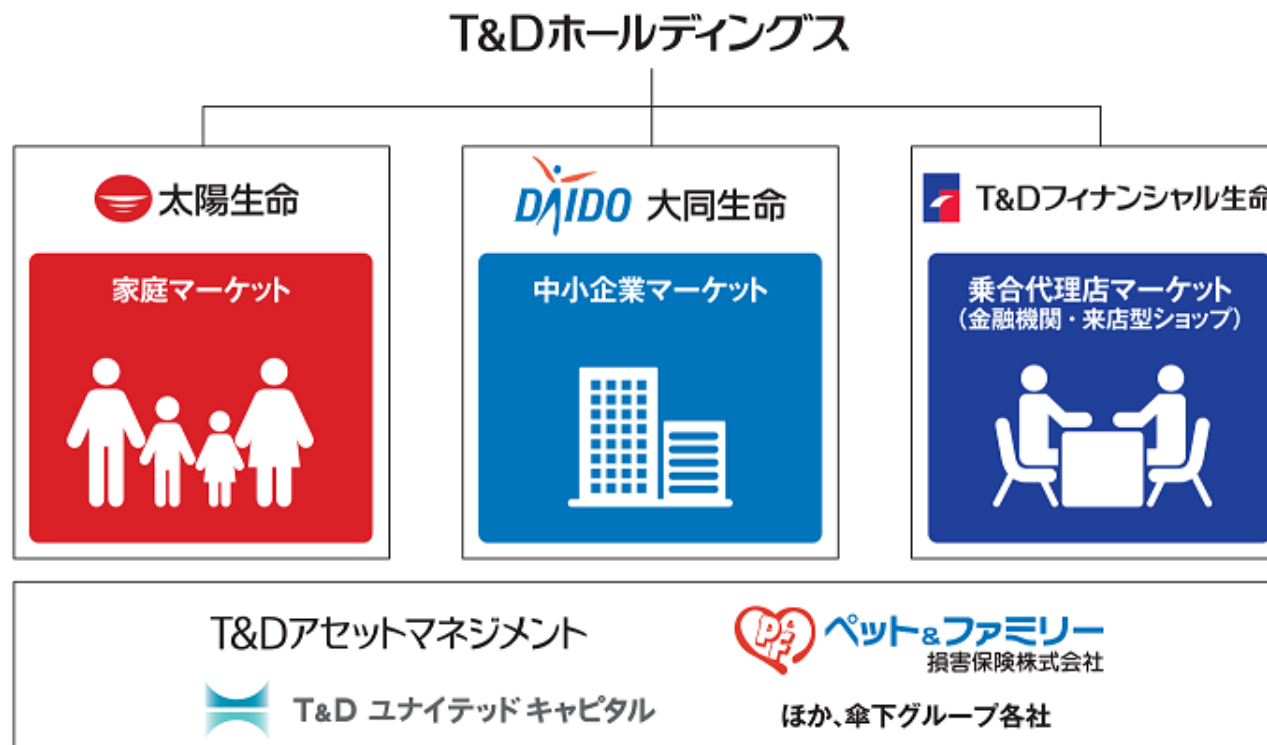 T&Dホールディングス
太陽生命
DAIDO 大同生命
T&Dフィナンシャル生命
家庭マーケット
中小企業マーケット
乗合代理店マーケット
(金融機関・来店型ショップ)
T&Dアセットマネジメント
PFF ペット&ファミリー
損害保険株式会社
T&D ユナイテッド キャピタル
ほか、傘下グループ各社